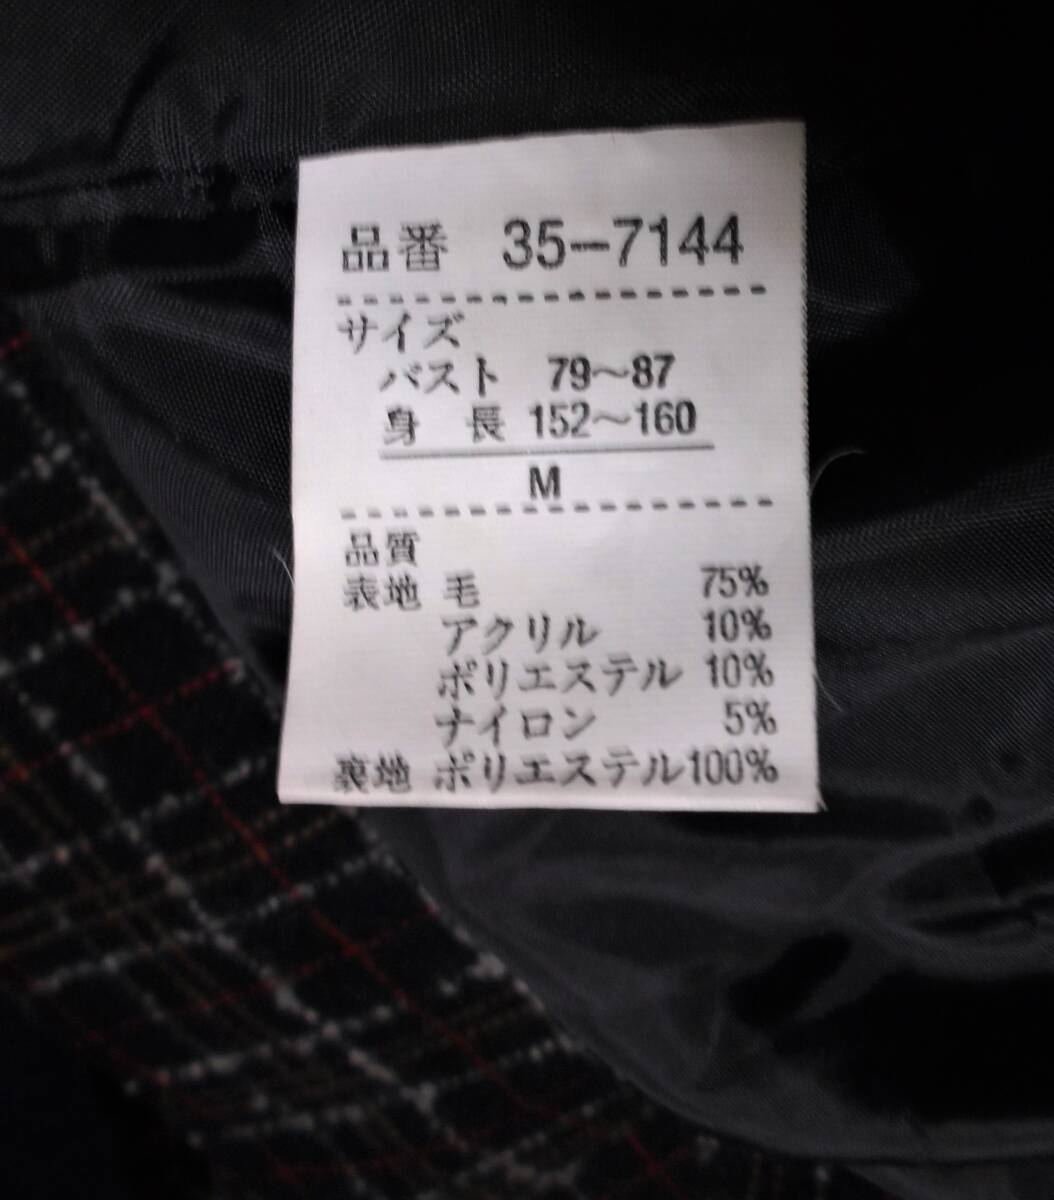 品番 35-7144
サイズ
バスト 79〜87
身長 152〜160
M
品質
表地 毛 75%
アクリル 10%
ポリエステル 10%
ナイロン 5%
裏地 ポリエステル100%